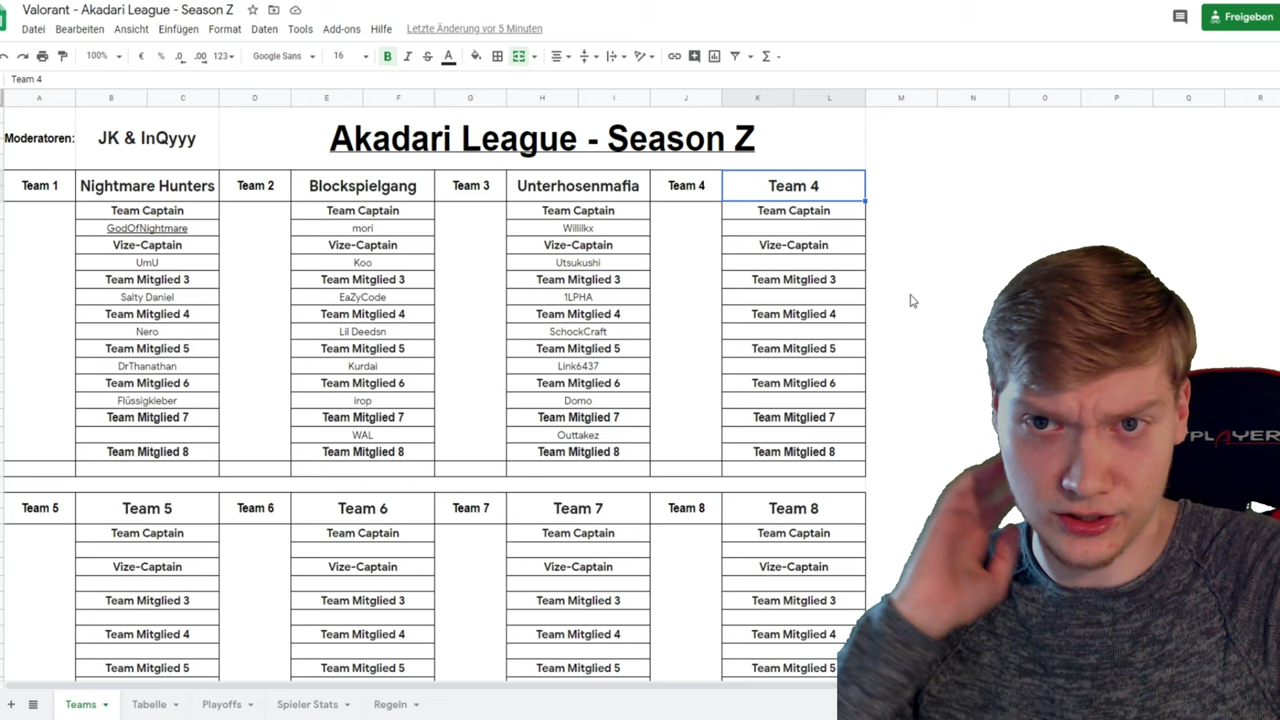 Valorant - Akadari League - Season Z
Datei Bearbeiten Ansicht Einfügen Format Daten Tools Add-ons Hilfe Letzte Änderung vor 5 Minuten
Freigeben
100% € % .0 .00 123 Google Sans 16 B I S A
Team 4
A B C D E F G H I J K L M N O P Q R
Moderatoren: JK & InQyyy Akadari League - Season Z
Team 1 Nightmare Hunters Team 2 Blockspielgang Team 3 Unterhosenmafia Team 4 Team 4
Team Captain Team Captain Team Captain Team Captain
GodOfNightmare mori Willilkx
Vize-Captain Vize-Captain Vize-Captain Vize-Captain
UmU Koo Utsukushi
Team Mitglied 3 Team Mitglied 3 Team Mitglied 3 Team Mitglied 3
Salty Daniel EaZyCode 1LPHA
Team Mitglied 4 Team Mitglied 4 Team Mitglied 4 Team Mitglied 4
Nero Lil Deedsn SchockCraft
Team Mitglied 5 Team Mitglied 5 Team Mitglied 5 Team Mitglied 5
DrThanathan Kurdai Link6437
Team Mitglied 6 Team Mitglied 6 Team Mitglied 6 Team Mitglied 6
Flüssigkleber irop Domo
Team Mitglied 7 Team Mitglied 7 Team Mitglied 7 Team Mitglied 7
WAL Outtakez
Team Mitglied 8 Team Mitglied 8 Team Mitglied 8 Team Mitglied 8
Team 5 Team 5 Team 6 Team 6 Team 7 Team 7 Team 8 Team 8
Team Captain Team Captain Team Captain Team Captain
Vize-Captain Vize-Captain Vize-Captain Vize-Captain
Team Mitglied 3 Team Mitglied 3 Team Mitglied 3 Team Mitglied 3
Team Mitglied 4 Team Mitglied 4 Team Mitglied 4 Team Mitglied 4
Team Mitglied 5 Team Mitglied 5 Team Mitglied 5 Team Mitglied 5
Teams Tabelle Playoffs Spieler Stats Regeln
PLAYER